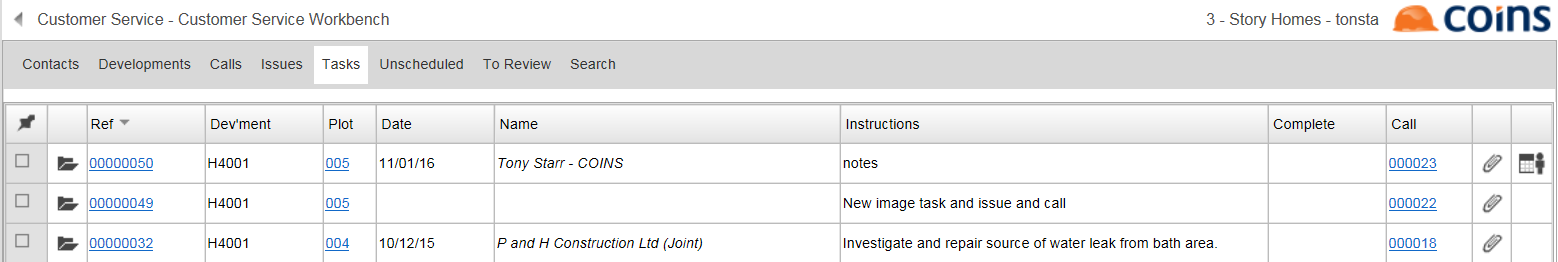 Customer Service - Customer Service Workbench 3 - Story Homes - tonsta coins
Contacts Developments Calls Issues Tasks Unscheduled To Review Search
Ref Dev'ment Plot Date Name Instructions Complete Call
00000050 H4001 005 11/01/16 Tony Starr - COINS notes 000023
00000049 H4001 005 New image task and issue and call 000022
00000032 H4001 004 10/12/15 P and H Construction Ltd (Joint) Investigate and repair source of water leak from bath area. 000018